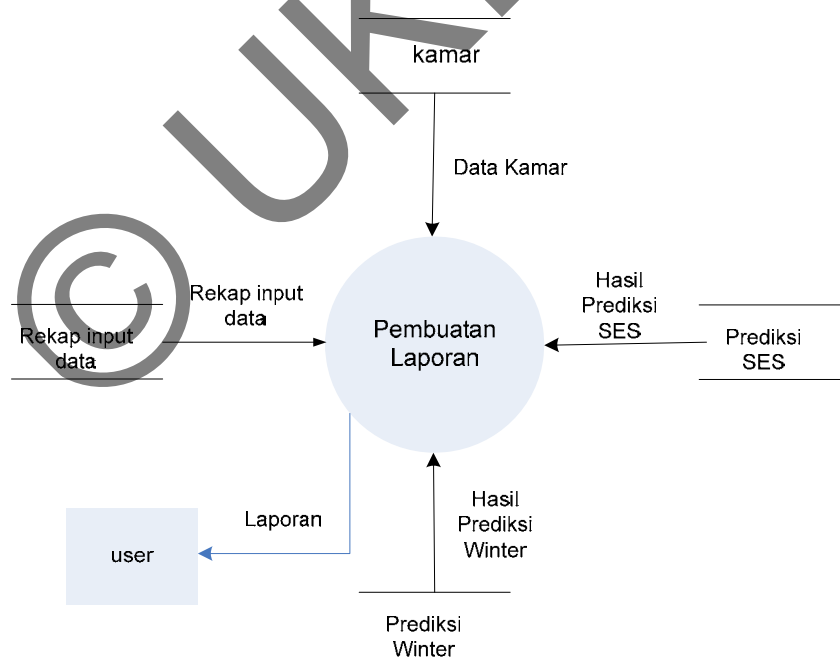 © UK
kamar
Data Kamar
Rekap input
data
Rekap input
data
Pembuatan
Laporan
Hasil
Prediksi
SES
Prediksi
SES
Laporan
user
Hasil
Prediksi
Winter
Prediksi
Winter